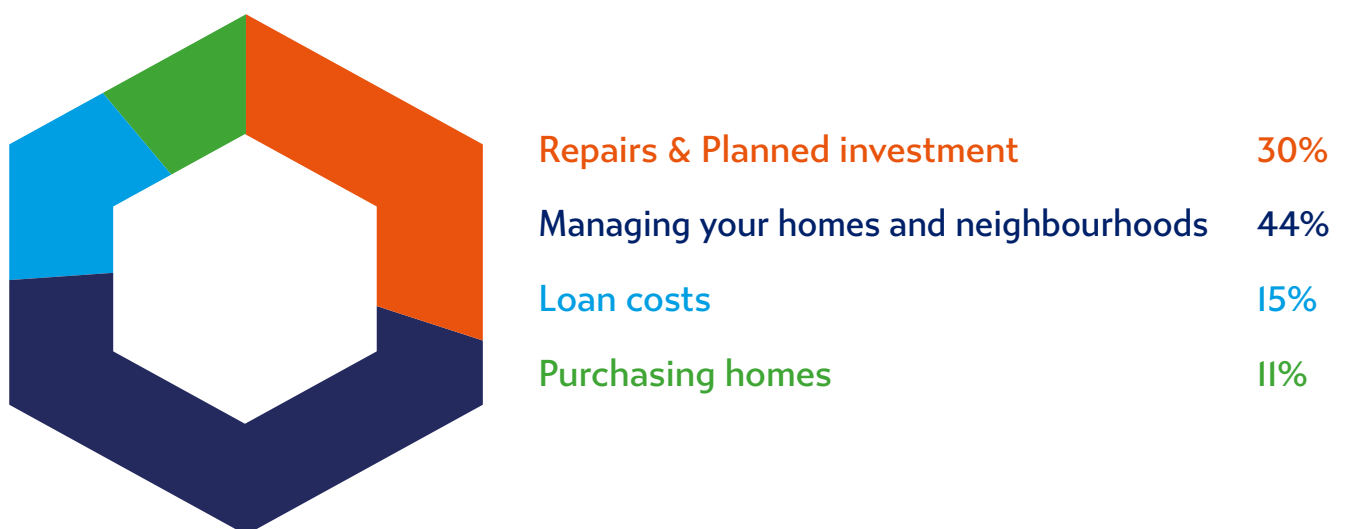 Repairs & Planned investment 30%
Managing your homes and neighbourhoods 44%
Loan costs 15%
Purchasing homes 11%